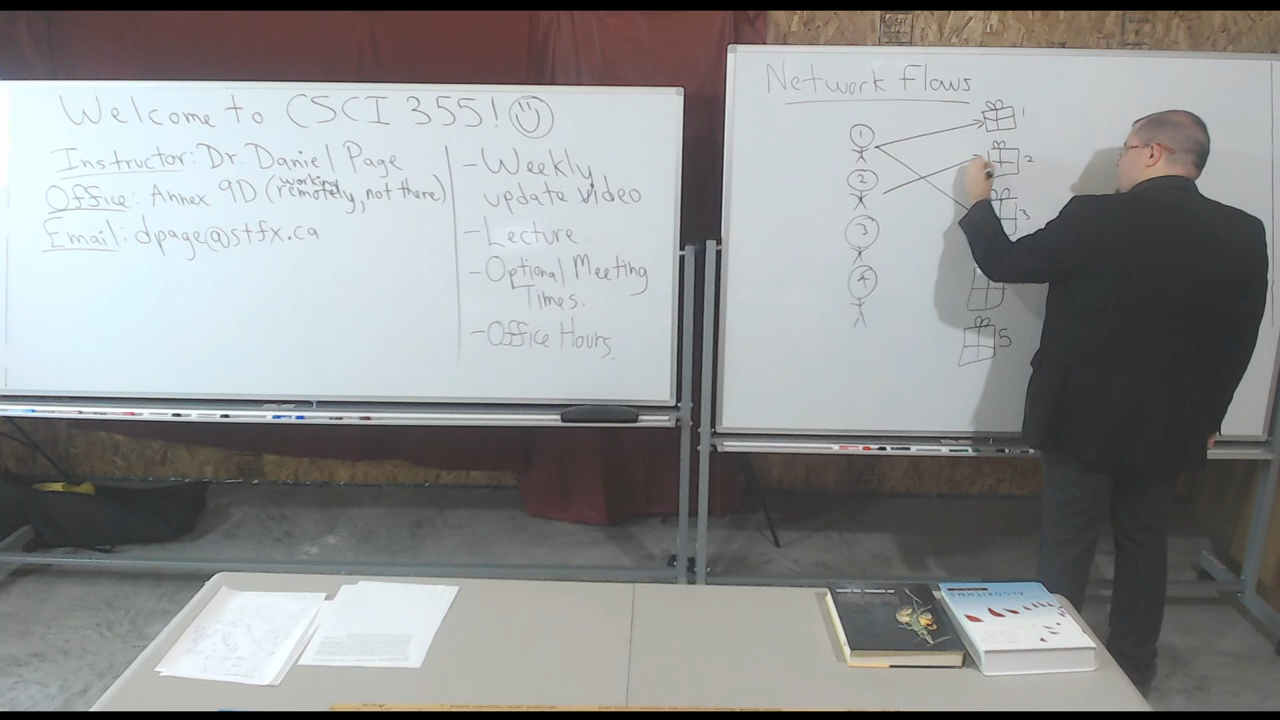 Welcome to CSCI 355!
Instructor: Dr. Daniel Page
Office: Annex 9D (working remotely, not there)
Email: dpage@stfx.ca
- Weekly
update video
- Lecture.
- Optional Meeting
Times.
- Office Hours.
Network Flows
1 1
2 2
3 3
4
5
ALGORITHMS